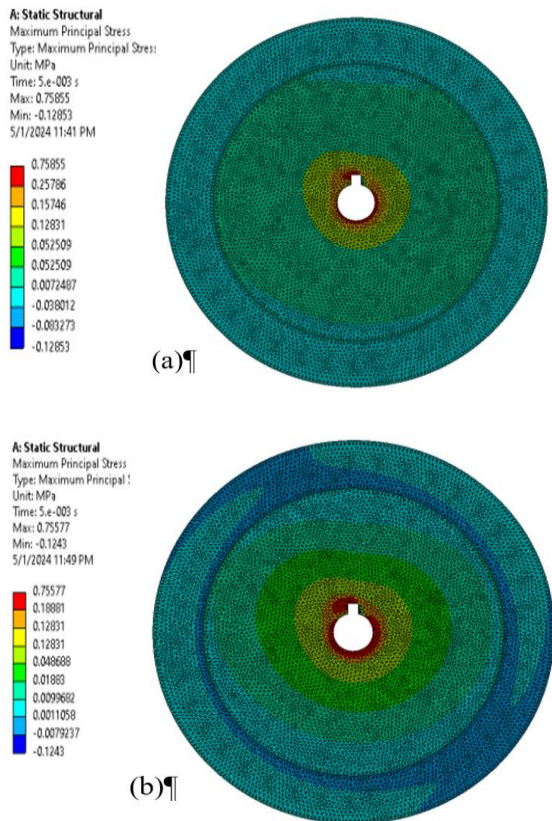 A: Static Structural
Maximum Principal Stress
Type: Maximum Principal Stres:
Unit: MPa
Time: 5.e-003 s
Max: 0.75855
Min: -0.12853
5/1/2024 11:41 PM
0.75855
0.25786
0.15746
0.12831
0.052509
0.052509
0.0072487
-0.038012
-0.083273
-0.12853
(a)¶
A: Static Structural
Maximum Principal Stress
Type: Maximum Principal !
Unit: MPa
Time: 5.e-003 s
Max: 0.75577
Min: -0.1243
5/1/2024 11:49 PM
0.75577
0.18881
0.12831
0.12831
0.048688
0.01883
0.0099682
0.0011058
-0.0079237
-0.1243
(b)¶